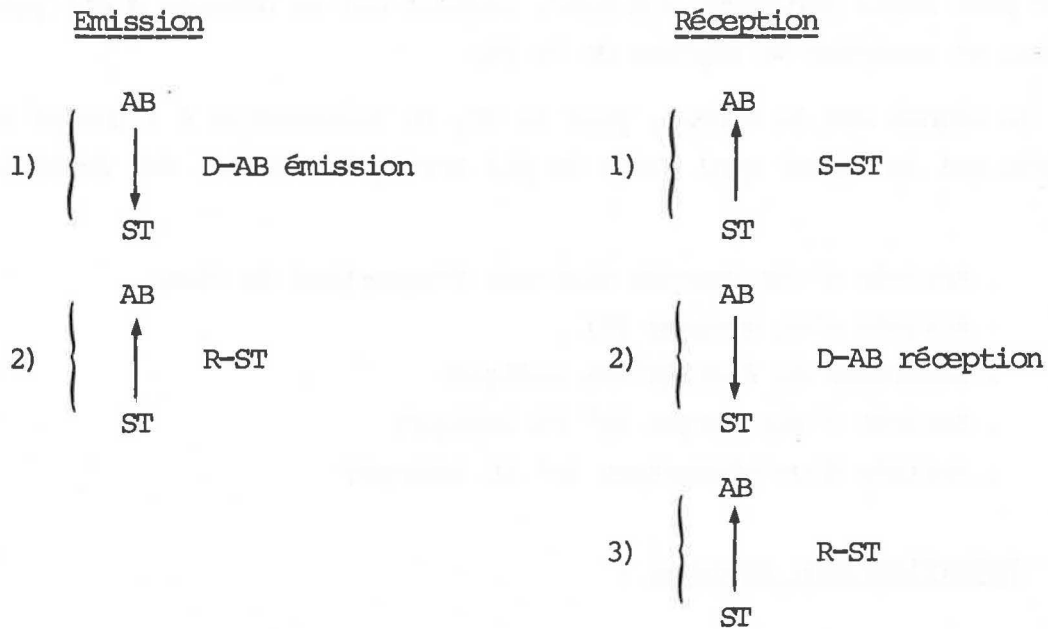 Emission
AB
1) D-AB émission
ST
AB
2) R-ST
ST
Réception
AB
1) S-ST
ST
AB
2) D-AB réception
ST
AB
3) R-ST
ST